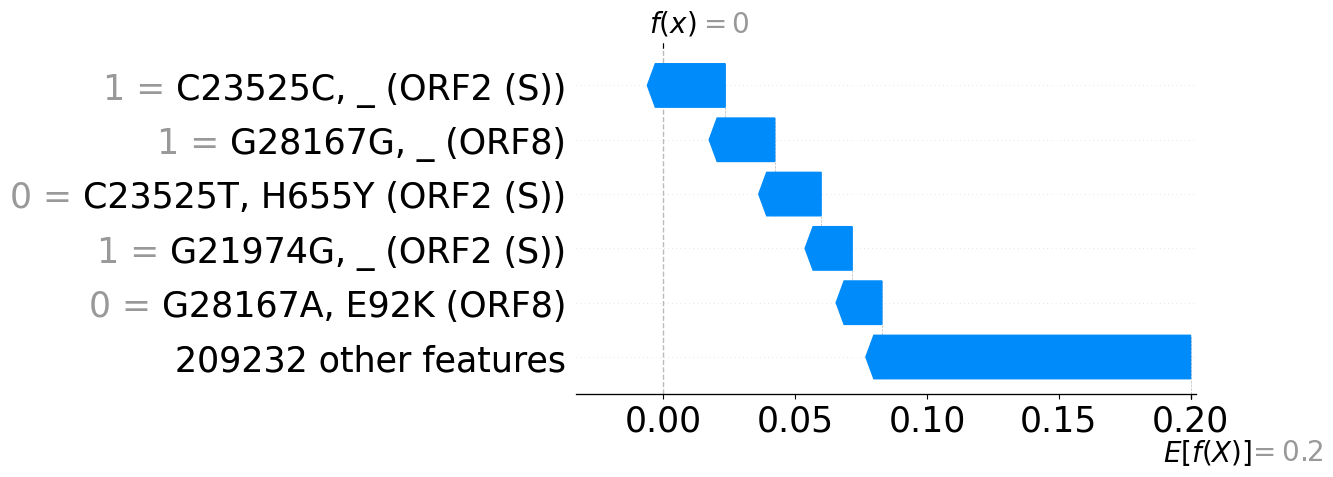 f(x) = 0
1 = C23525C, _ (ORF2 (S))
1 = G28167G, _ (ORF8)
0 = C23525T, H655Y (ORF2 (S))
1 = G21974G, _ (ORF2 (S))
0 = G28167A, E92K (ORF8)
209232 other features
0.00 0.05 0.10 0.15 0.20
E[f(X)] = 0.2